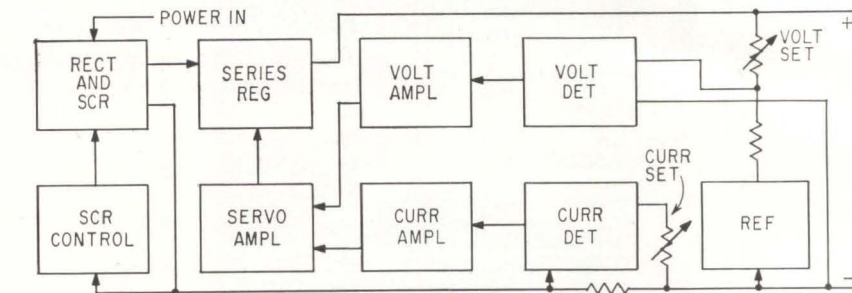 POWER IN
RECT
AND
SCR
SERIES
REG
VOLT
AMPL
VOLT
DET
VOLT
SET
+
SCR
CONTROL
SERVO
AMPL
CURR
AMPL
CURR
DET
CURR
SET
REF
−